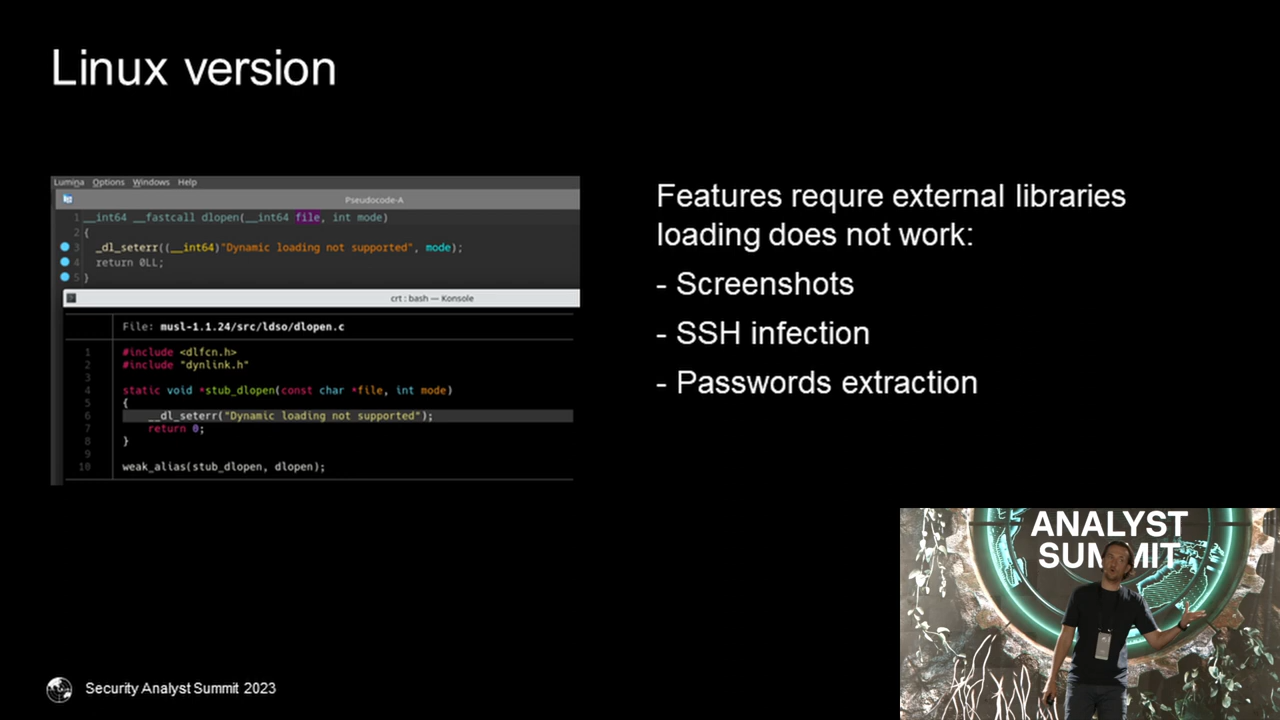 Linux version
Lumina Options Windows Help
Pseudocode-A
1 __int64 __fastcall dlopen(__int64 file, int mode)
2 {
3 _dl_seterr((__int64)"Dynamic loading not supported", mode);
4 return 0LL;
5 }
crt : bash — Konsole
File: musl-1.1.24/src/ldso/dlopen.c
1 #include <dlfcn.h>
2 #include "dynlink.h"
3
4 static void *stub_dlopen(const char *file, int mode)
5 {
6 __dl_seterr("Dynamic loading not supported");
7 return 0;
8 }
9
10 weak_alias(stub_dlopen, dlopen);
Features requre external libraries
loading does not work:
- Screenshots
- SSH infection
- Passwords extraction
ANALYST
SUMMIT
Security Analyst Summit 2023